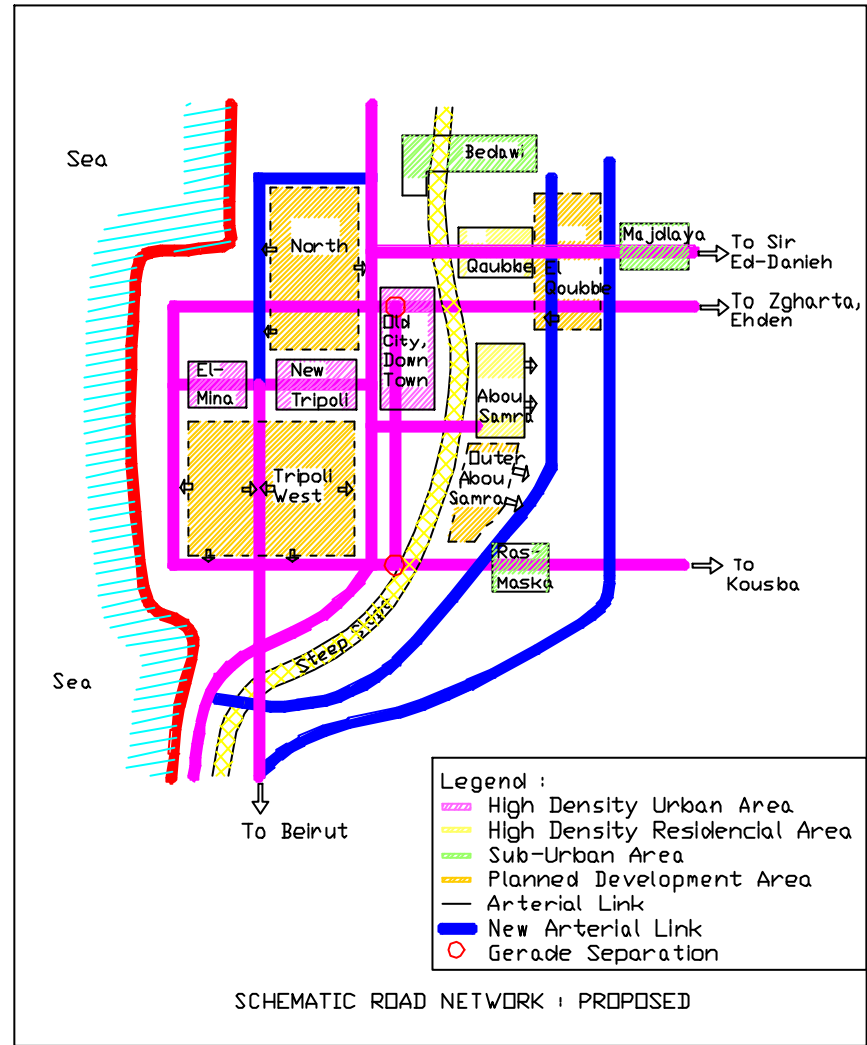 Sea
Bedawi
North
Qoubbe
El
Qoubbe
Majdlaya
To Sir
Ed-Danieh
To Zgharta,
Ehden
Old
City,
Down
Town
El-
Mina
New
Tripoli
Abou
Samra
Outer
Abou
Samra
Tripoli
West
Ras-
Maska
To
Kousba
Steep Slope
Sea
To Beirut
Legend :
High Density Urban Area
High Density Residencial Area
Sub-Urban Area
Planned Development Area
Arterial Link
New Arterial Link
Gerade Separation
SCHEMATIC ROAD NETWORK : PROPOSED